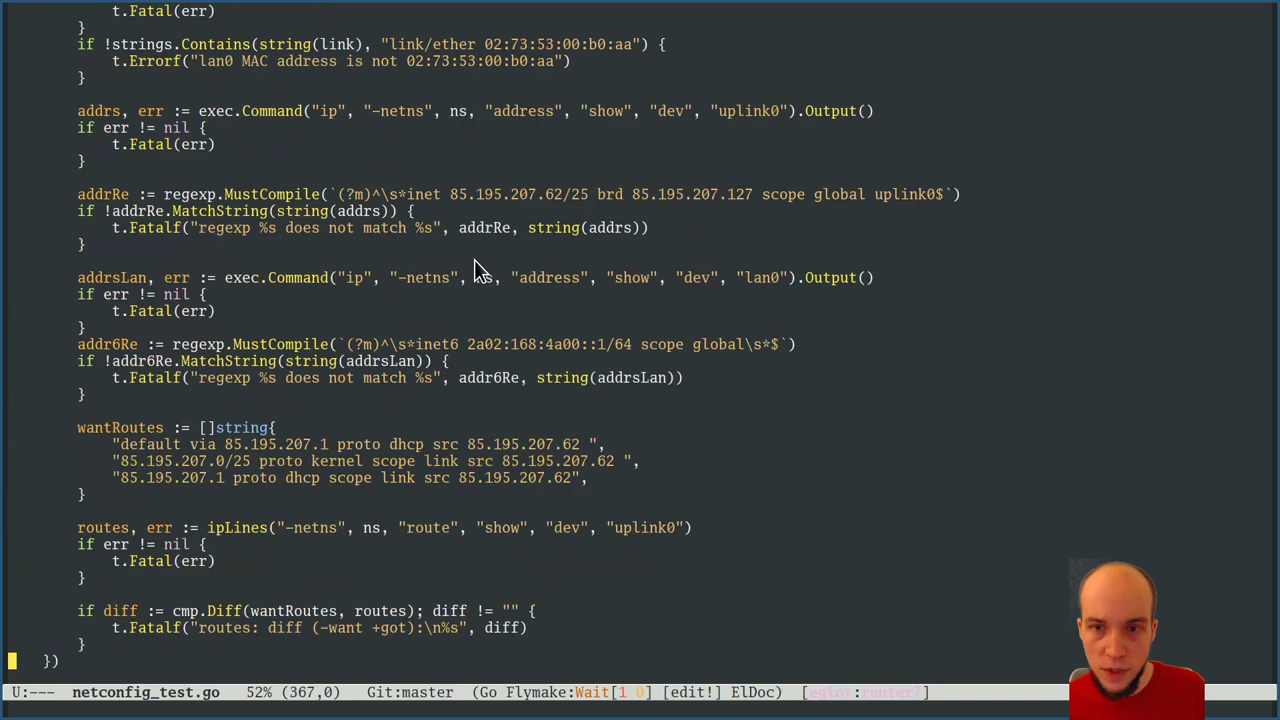 t.Fatal(err)
}
if !strings.Contains(string(link), "link/ether 02:73:53:00:b0:aa") {
t.Errorf("lan0 MAC address is not 02:73:53:00:b0:aa")
}
addrs, err := exec.Command("ip", "-netns", ns, "address", "show", "dev", "uplink0").Output()
if err != nil {
t.Fatal(err)
}
addrRe := regexp.MustCompile(`(?m)^\s*inet 85.195.207.62/25 brd 85.195.207.127 scope global uplink0$`)
if !addrRe.MatchString(string(addrs)) {
t.Fatalf("regexp %s does not match %s", addrRe, string(addrs))
}
addrsLan, err := exec.Command("ip", "-netns", ns, "address", "show", "dev", "lan0").Output()
if err != nil {
t.Fatal(err)
}
addr6Re := regexp.MustCompile(`(?m)^\s*inet6 2a02:168:4a00::1/64 scope global\s*$`)
if !addr6Re.MatchString(string(addrsLan)) {
t.Fatalf("regexp %s does not match %s", addr6Re, string(addrsLan))
}
wantRoutes := []string{
"default via 85.195.207.1 proto dhcp src 85.195.207.62 ",
"85.195.207.0/25 proto kernel scope link src 85.195.207.62 ",
"85.195.207.1 proto dhcp scope link src 85.195.207.62",
}
routes, err := ipLines("-netns", ns, "route", "show", "dev", "uplink0")
if err != nil {
t.Fatal(err)
}
if diff := cmp.Diff(wantRoutes, routes); diff != "" {
t.Fatalf("routes: diff (-want +got):\n%s", diff)
}
})
U:--- netconfig_test.go 52% (367,0) Git:master (Go Flymake:Wait[1 0] [edit!] ElDoc) [eglot:router7]